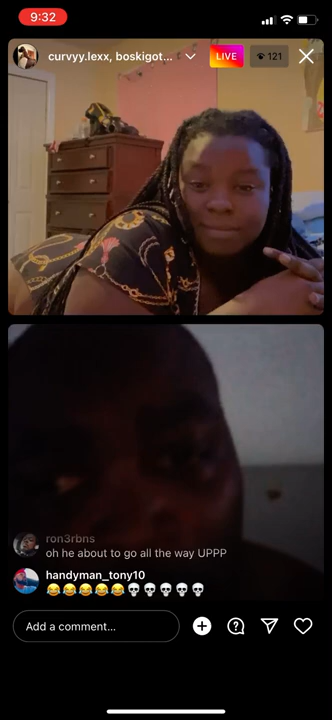 9:32
curvyy.lexx, boskigot...
LIVE
121
ron3rbns
oh he about to go all the way UPPP
handyman_tony10
😂😂😂😂😂💀💀💀💀💀
Add a comment...